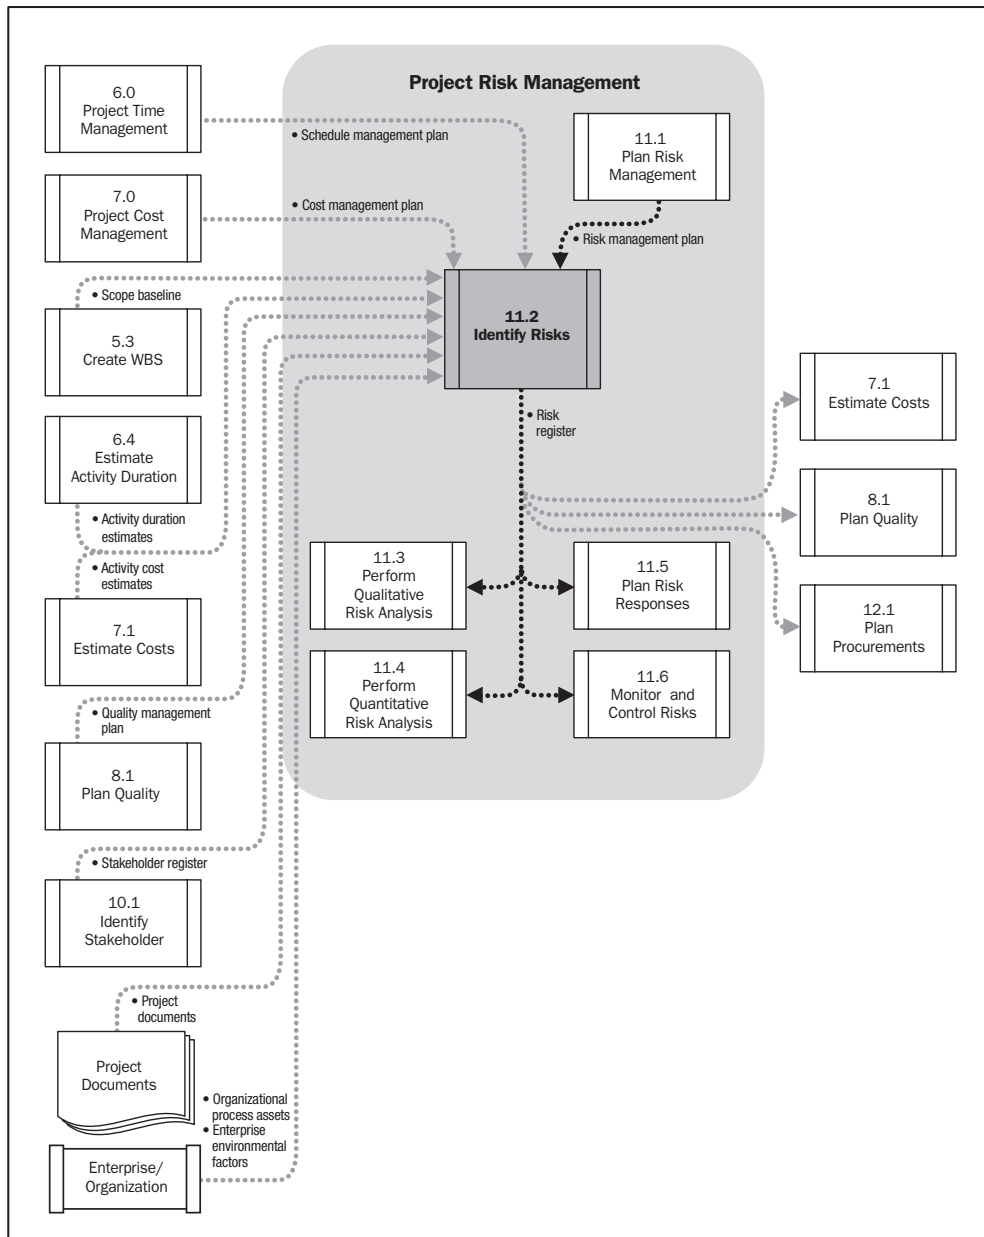 Project Risk Management
6.0
Project Time
Management
• Schedule management plan
11.1
Plan Risk
Management
7.0
Project Cost
Management
• Cost management plan
• Risk management plan
• Scope baseline
5.3
Create WBS
11.2
Identify Risks
7.1
Estimate Costs
• Risk
register
6.4
Estimate
Activity Duration
8.1
Plan Quality
• Activity duration
estimates
• Activity cost
estimates
11.3
Perform
Qualitative
Risk Analysis
11.5
Plan Risk
Responses
12.1
Plan
Procurements
7.1
Estimate Costs
11.4
Perform
Quantitative
Risk Analysis
11.6
Monitor and
Control Risks
• Quality management
plan
8.1
Plan Quality
• Stakeholder register
10.1
Identify
Stakeholder
• Project
documents
Project
Documents
• Organizational
process assets
• Enterprise
environmental
factors
Enterprise/
Organization